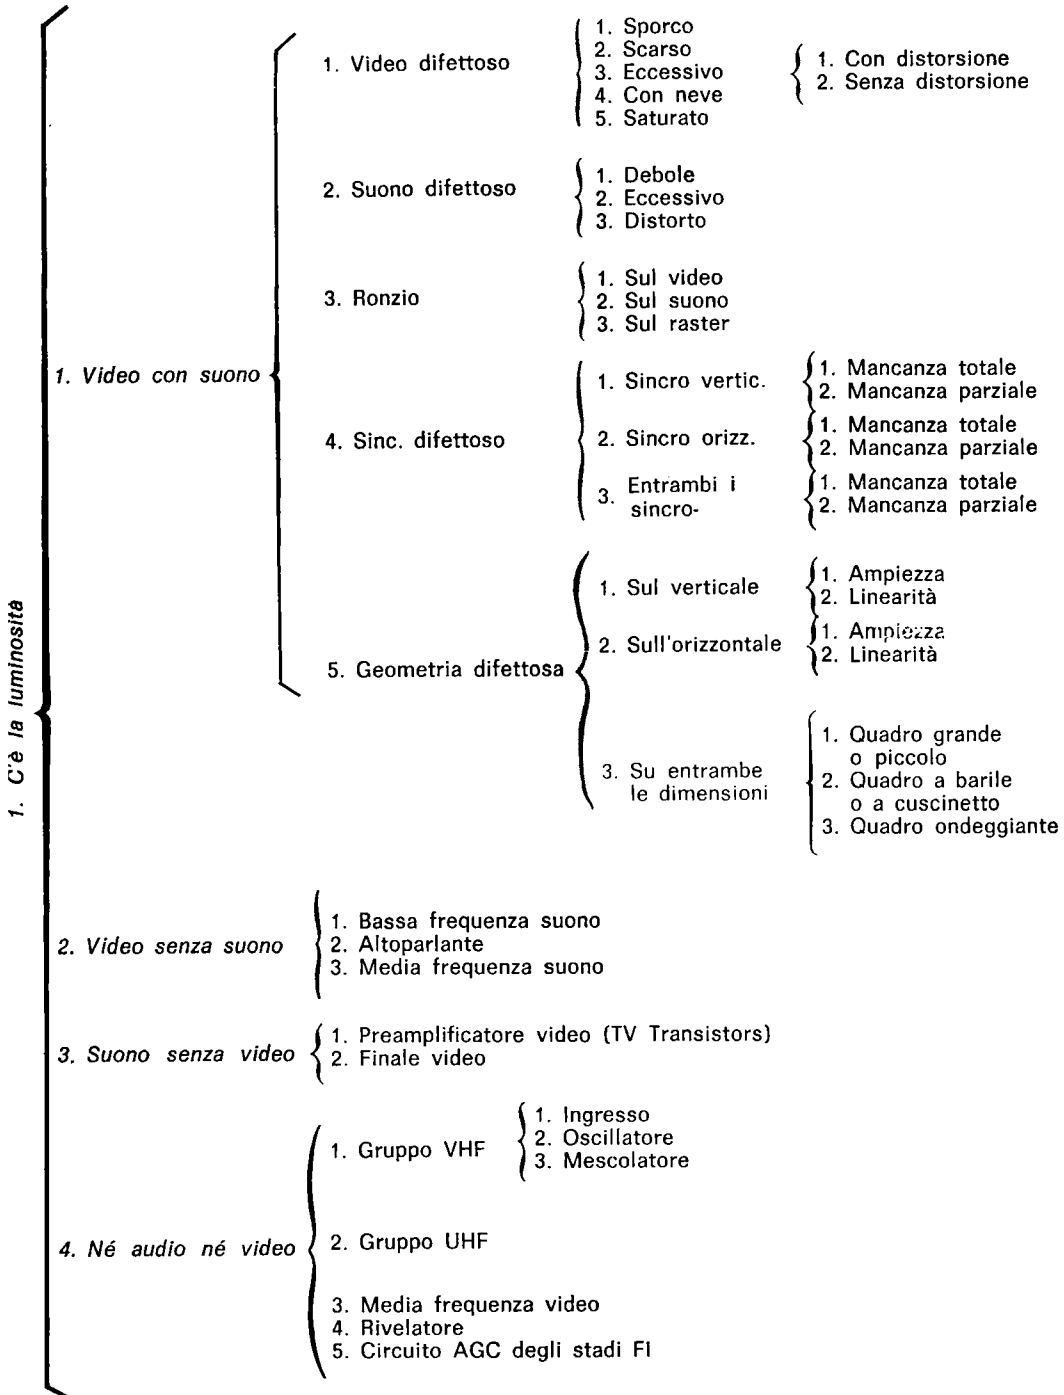 1. C'è la luminosità
1. Video con suono
1. Video difettoso
1. Sporco
2. Scarso
3. Eccessivo
4. Con neve
5. Saturato
1. Con distorsione
2. Senza distorsione
2. Suono difettoso
1. Debole
2. Eccessivo
3. Distorto
3. Ronzio
1. Sul video
2. Sul suono
3. Sul raster
4. Sinc. difettoso
1. Sincro vertic.
1. Mancanza totale
2. Mancanza parziale
2. Sincro orizz.
1. Mancanza totale
2. Mancanza parziale
3. Entrambi i
sincro-
1. Mancanza totale
2. Mancanza parziale
5. Geometria difettosa
1. Sul verticale
1. Ampiezza
2. Linearità
2. Sull'orizzontale
1. Ampiezza
2. Linearità
3. Su entrambe
le dimensioni
1. Quadro grande
o piccolo
2. Quadro a barile
o a cuscinetto
3. Quadro ondeggiante
2. Video senza suono
1. Bassa frequenza suono
2. Altoparlante
3. Media frequenza suono
3. Suono senza video
1. Preamplificatore video (TV Transistors)
2. Finale video
4. Né audio né video
1. Gruppo VHF
1. Ingresso
2. Oscillatore
3. Mescolatore
2. Gruppo UHF
3. Media frequenza video
4. Rivelatore
5. Circuito AGC degli stadi FI